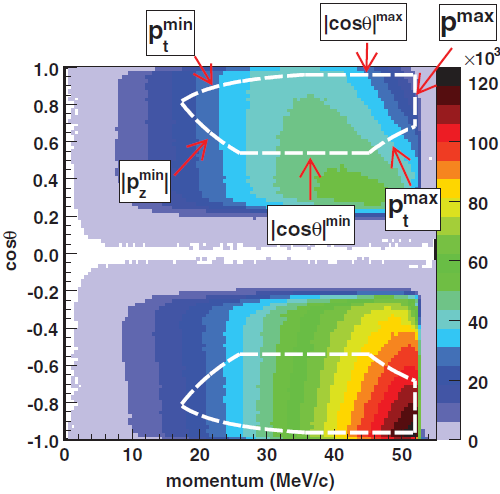 p_t^min
|cosθ|^max
p^max
×10³
1.0
0.8
0.6
0.4
0.2
0.0
-0.2
-0.4
-0.6
-0.8
-1.0
cosθ
|p_z^min|
|cosθ|^min
p_t^max
120
100
80
60
40
20
0
0 10 20 30 40 50
momentum (MeV/c)